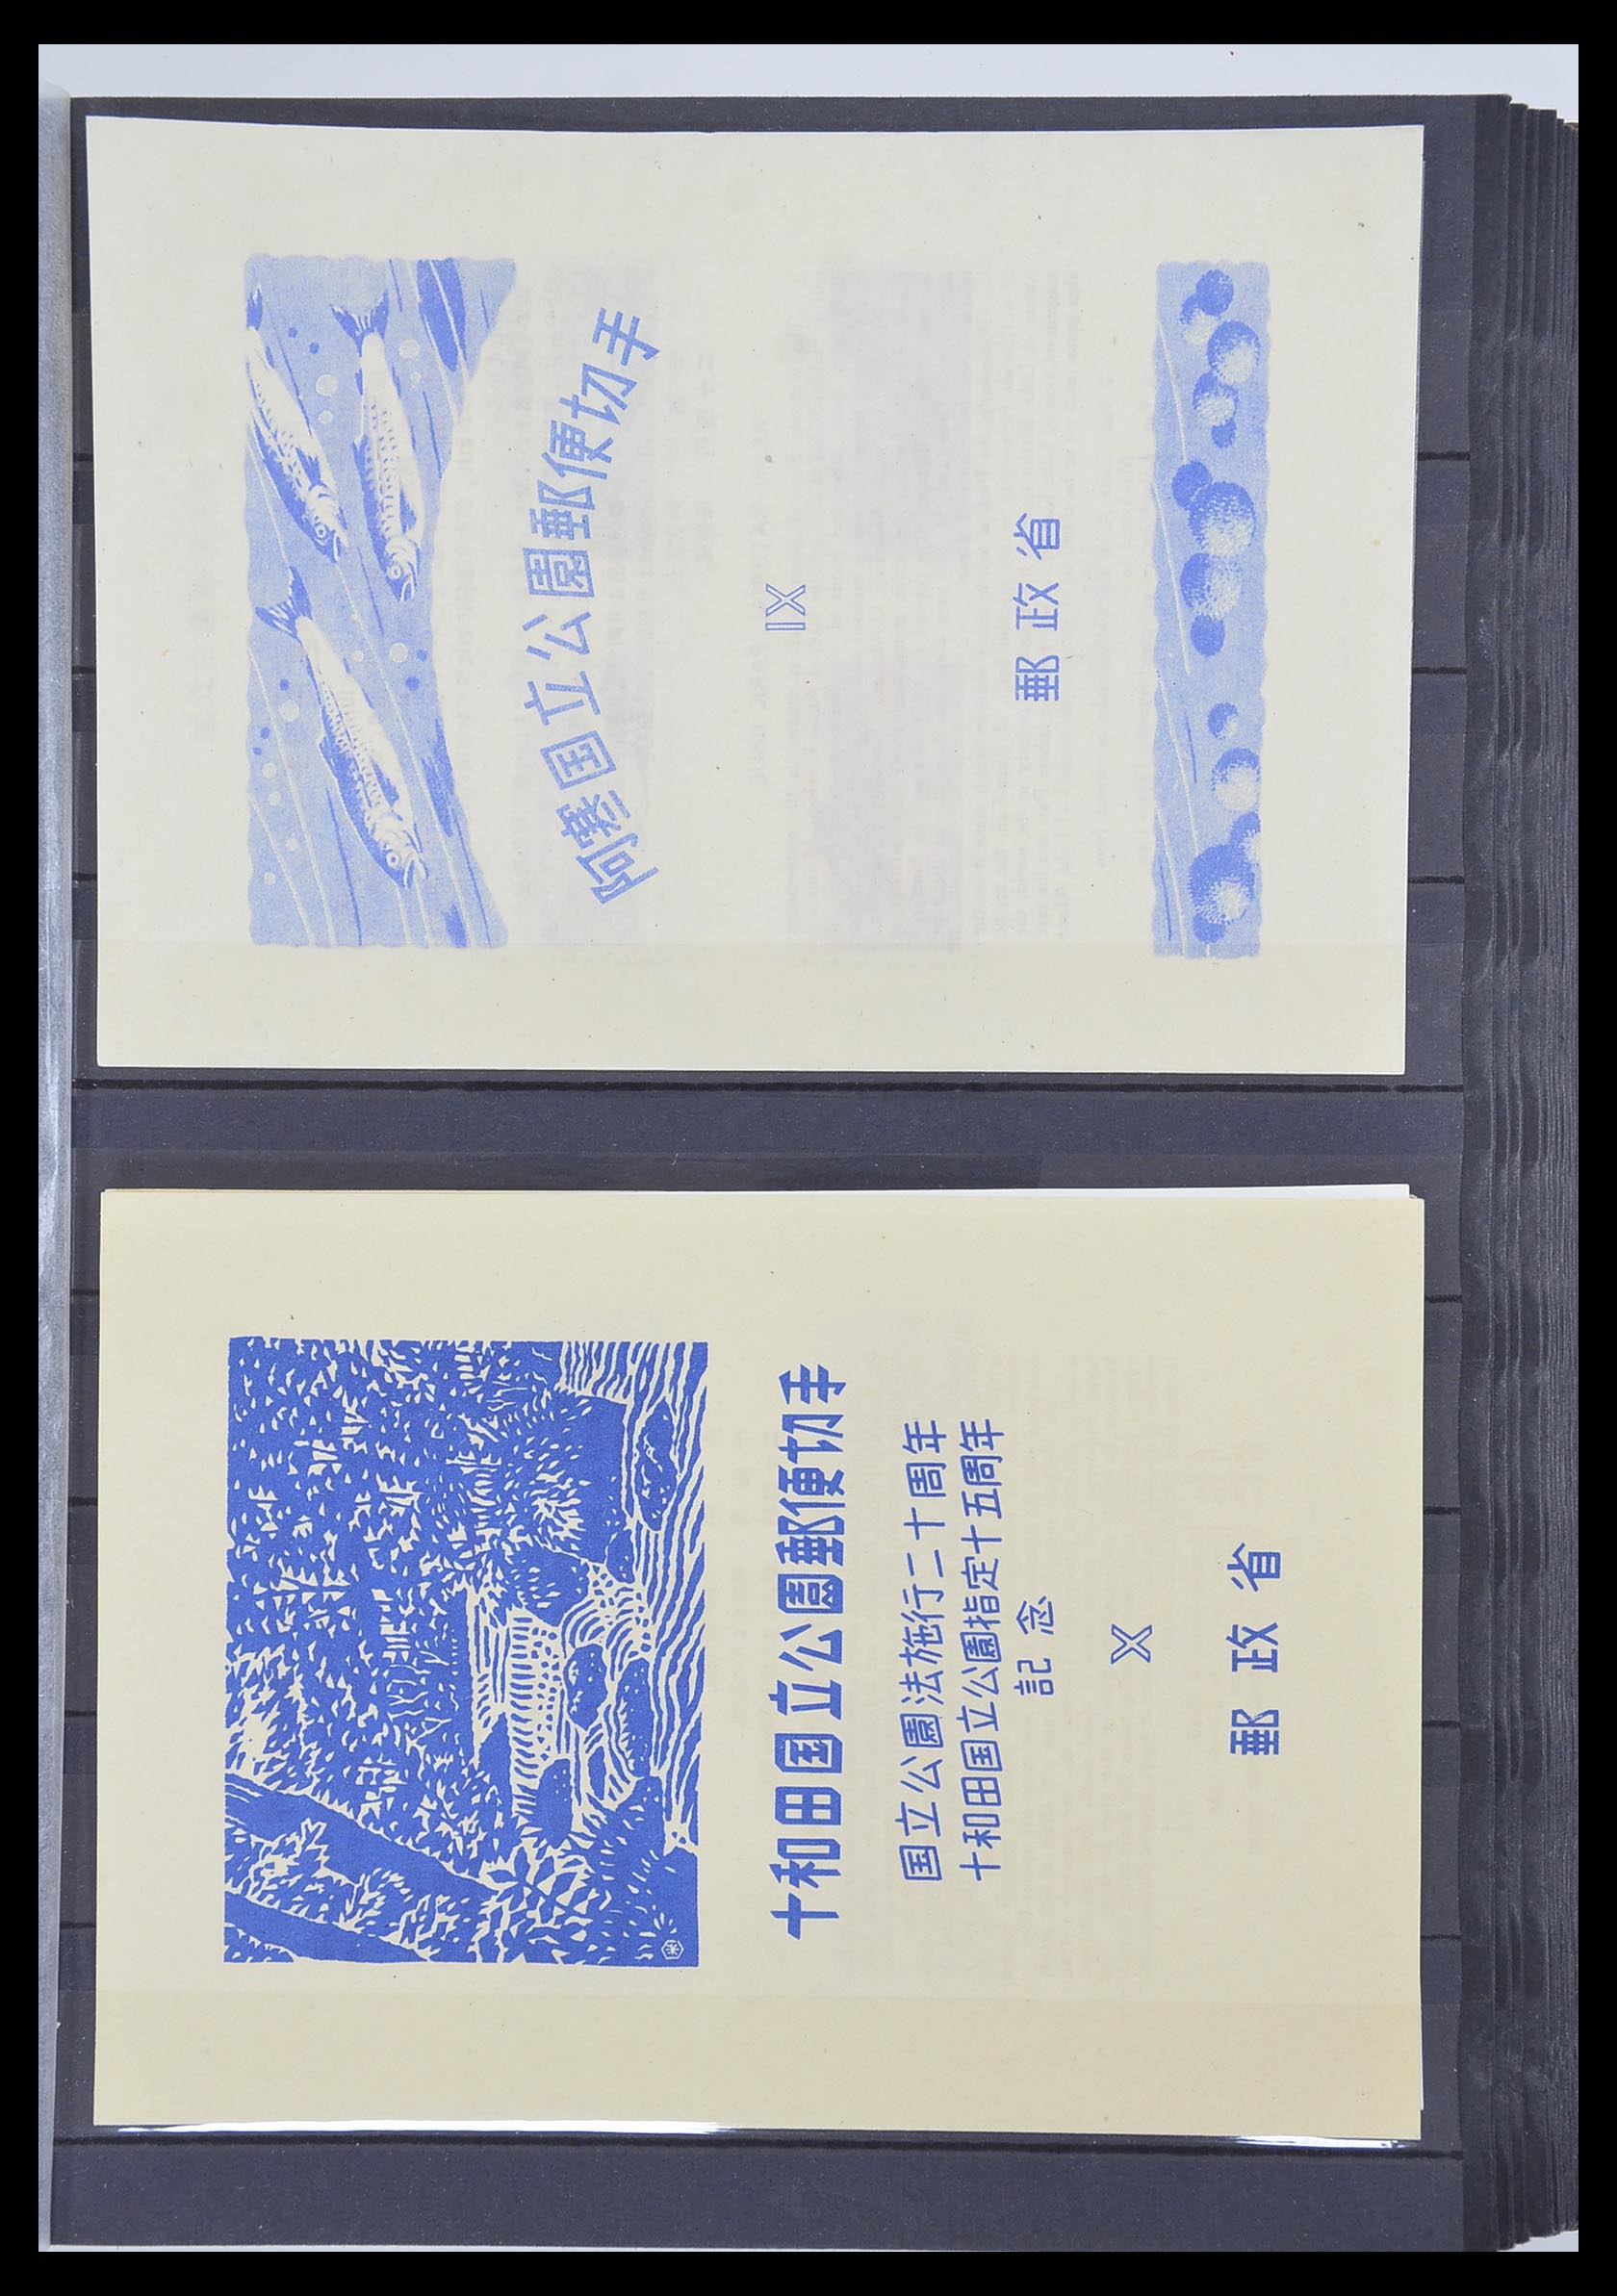 阿寒国立公園郵便切手
IX
郵政省
十和田国立公園郵便切手
国立公園法施行二十周年
十和田国立公園指定十五周年
記念
X
郵政省